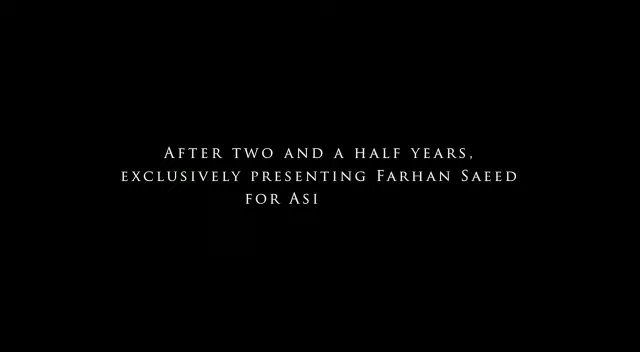 After two and a half years,
exclusively presenting Farhan Saeed
for Asi